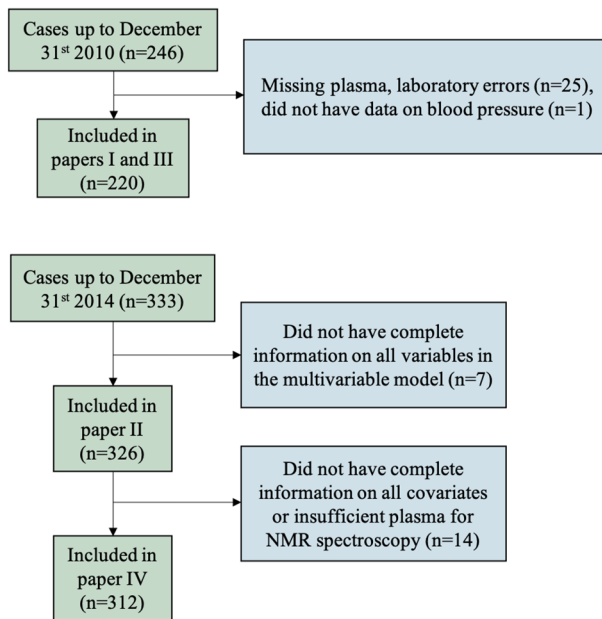 Cases up to December
31st 2010 (n=246)
Missing plasma, laboratory errors (n=25),
did not have data on blood pressure (n=1)
Included in
papers I and III
(n=220)
Cases up to December
31st 2014 (n=333)
Did not have complete
information on all variables in
the multivariable model (n=7)
Included in
paper II
(n=326)
Did not have complete
information on all covariates
or insufficient plasma for
NMR spectroscopy (n=14)
Included in
paper IV
(n=312)